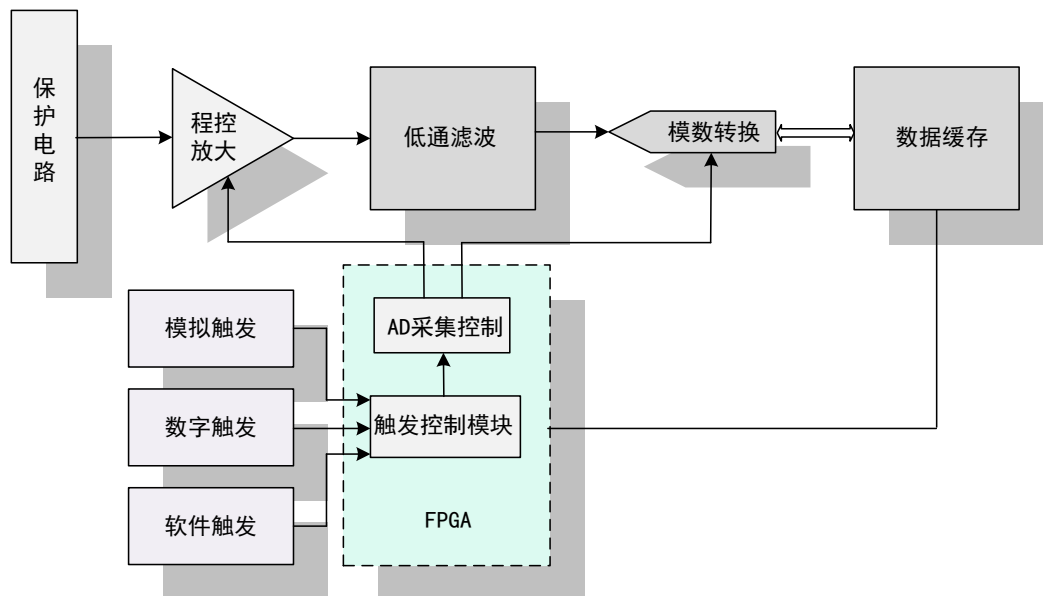 保
护
电
路
程控
放大
低通滤波
模数转换
数据缓存
模拟触发
AD采集控制
数字触发
触发控制模块
软件触发
FPGA